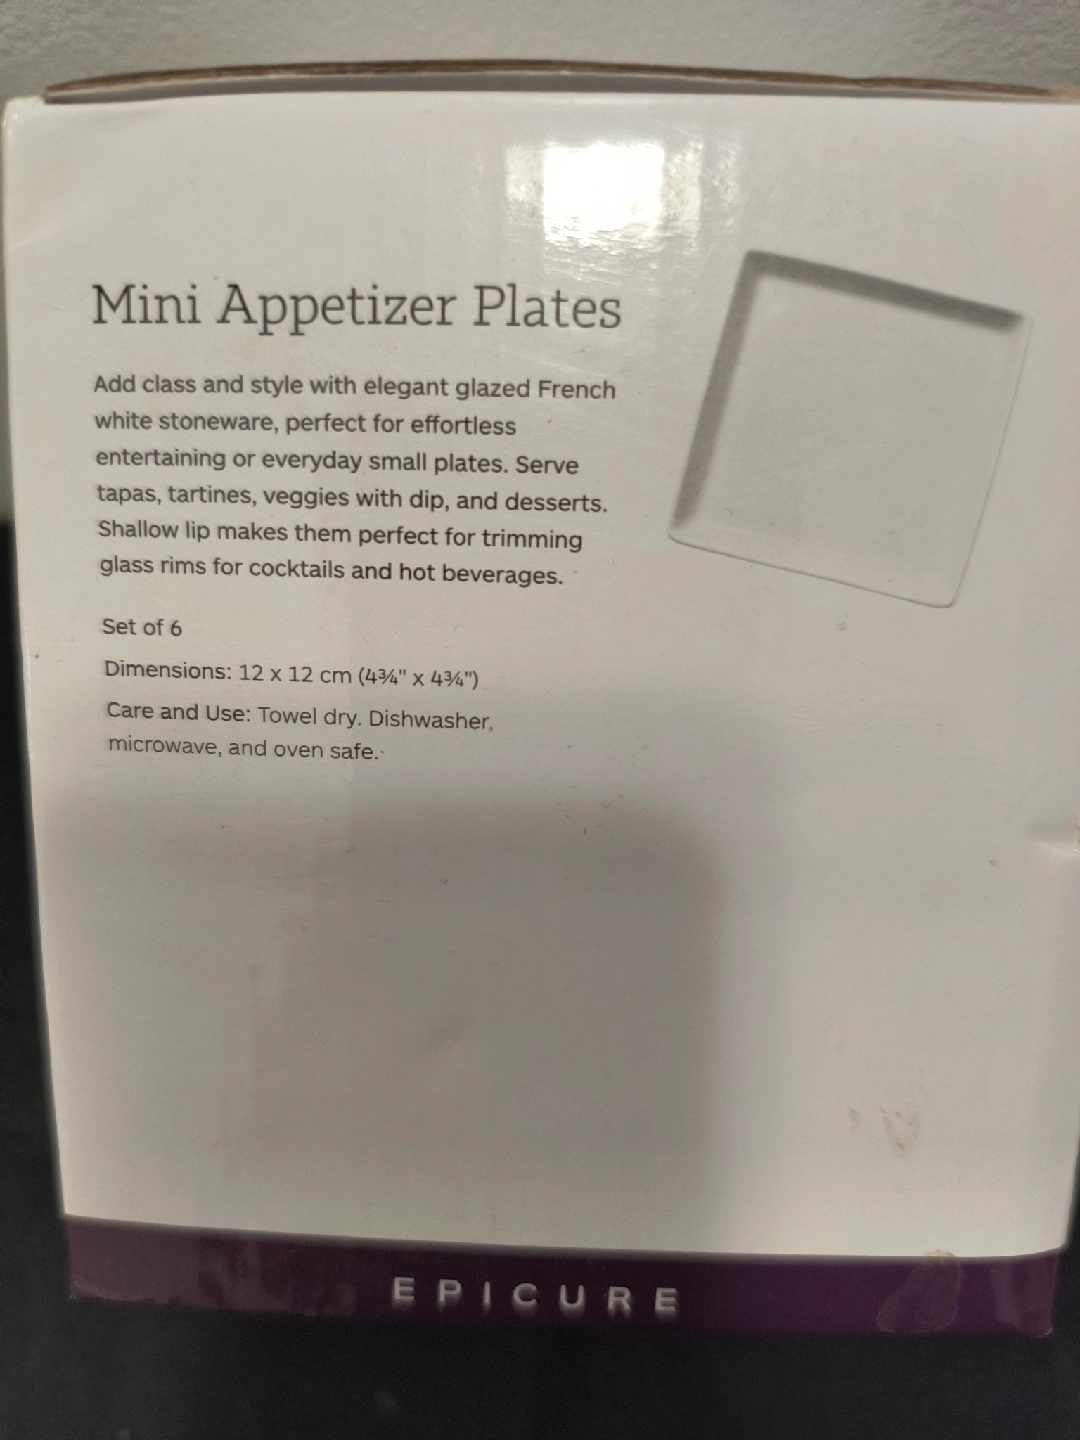 Mini Appetizer Plates
Add class and style with elegant glazed French
white stoneware, perfect for effortless
entertaining or everyday small plates. Serve
tapas, tartines, veggies with dip, and desserts.
Shallow lip makes them perfect for trimming
glass rims for cocktails and hot beverages.
Set of 6
Dimensions: 12 x 12 cm (4¾" x 4¾")
Care and Use: Towel dry. Dishwasher,
microwave, and oven safe.
EPICURE